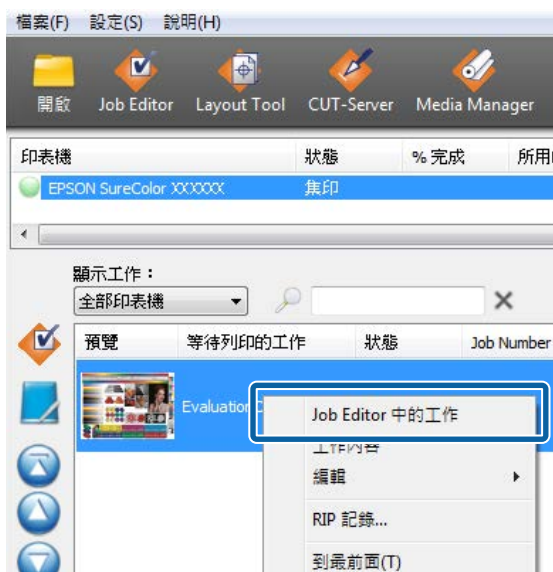 檔案(F) 設定(S) 說明(H)
開啟 Job Editor Layout Tool CUT-Server Media Manager
印表機 狀態 % 完成 所用
EPSON SureColor XXXXXX 集印
顯示工作：
全部印表機
預覽 等待列印的工作 狀態 Job Number
Evaluation
Job Editor 中的工作
工作內容
編輯
RIP 記錄...
到最前面(T)